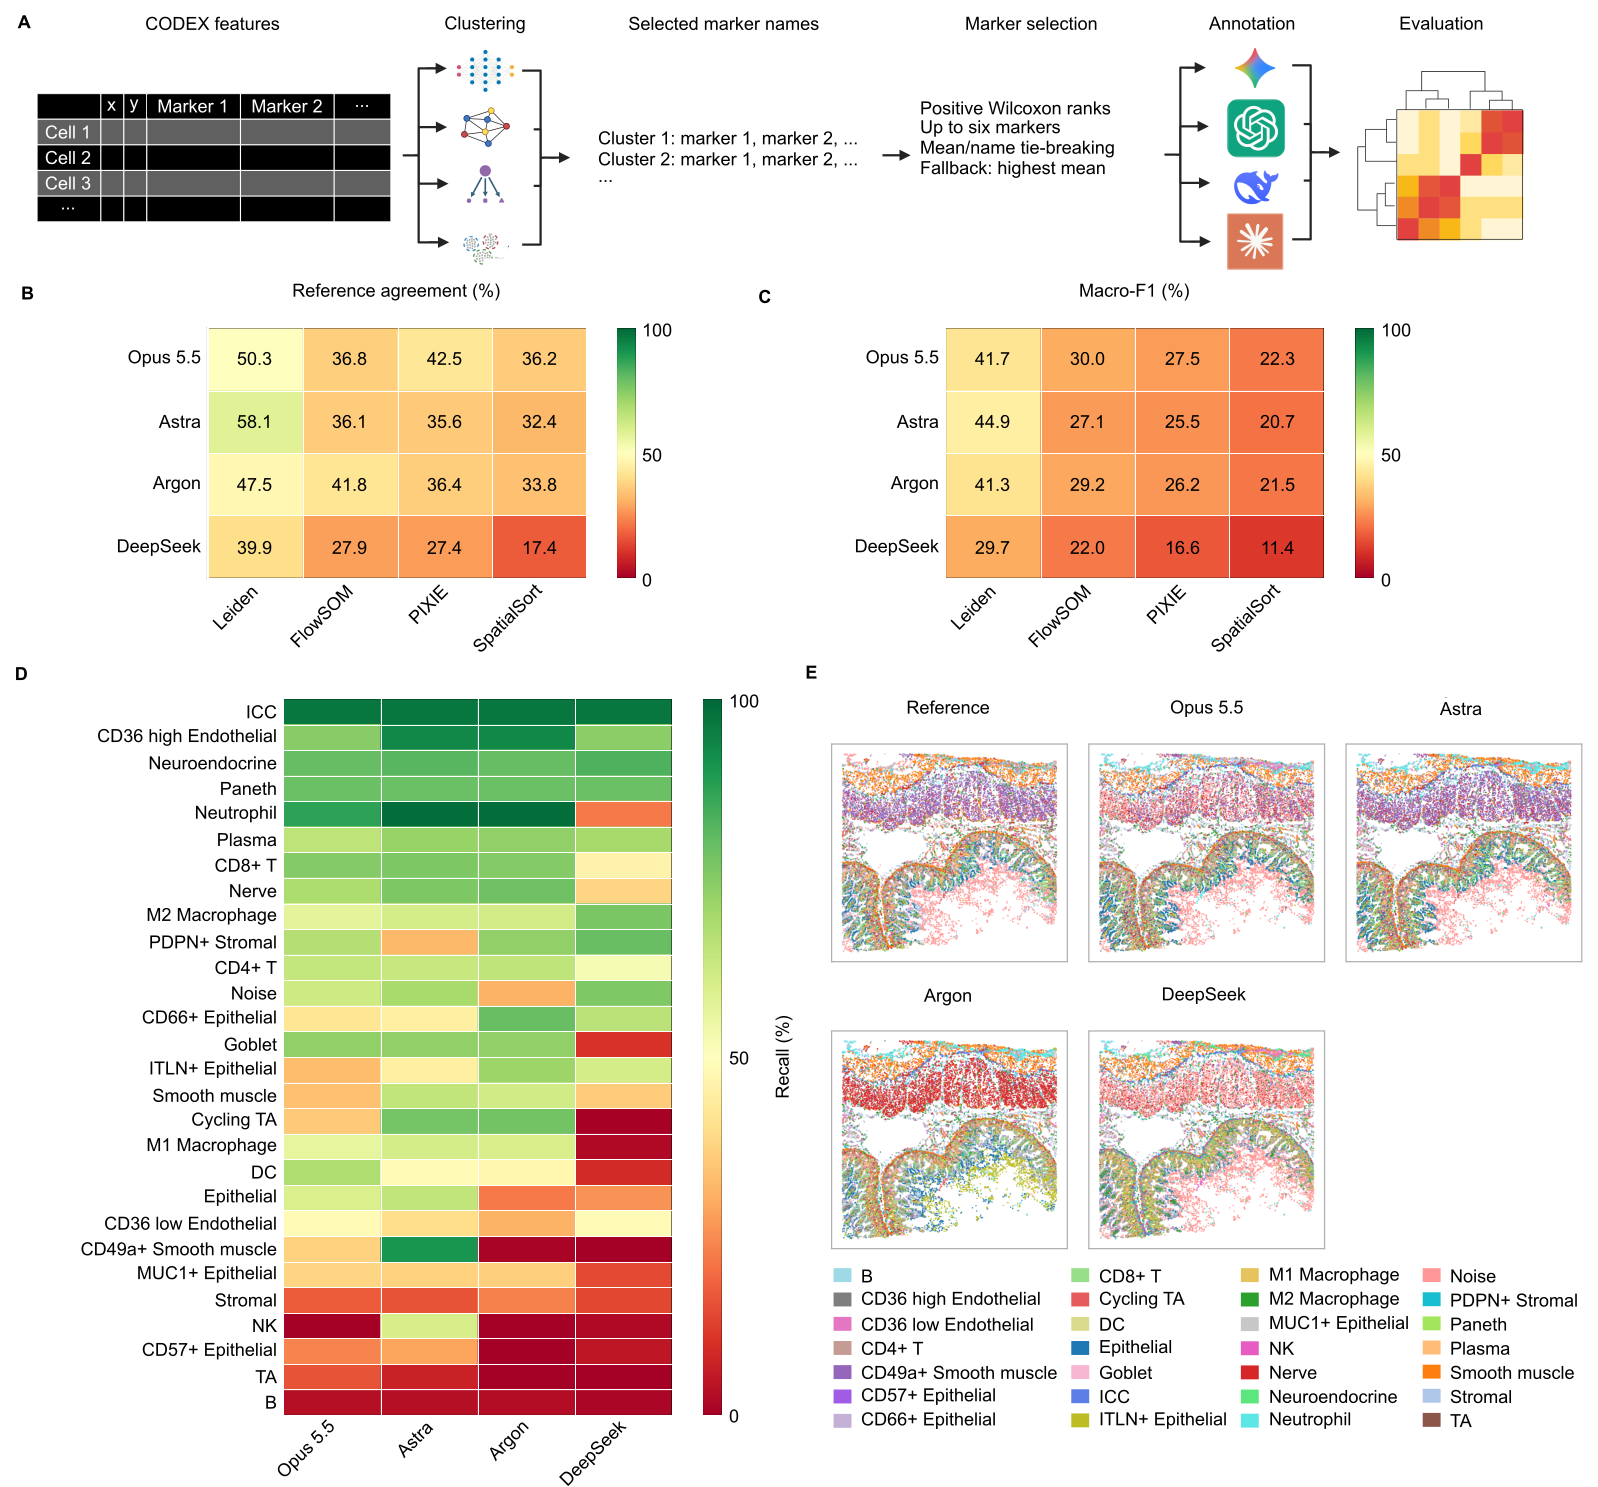 A
CODEX features
Clustering
Selected marker names
Marker selection
Annotation
Evaluation
x
y
Marker 1
Marker 2
...
Cell 1
Cell 2
Cell 3
...
Cluster 1: marker 1, marker 2, ...
Cluster 2: marker 1, marker 2, ...
...
Positive Wilcoxon ranks
Up to six markers
Mean/name tie-breaking
Fallback: highest mean
B
Reference agreement (%)
Opus 5.5 50.3 36.8 42.5 36.2
Astra 58.1 36.1 35.6 32.4
Argon 47.5 41.8 36.4 33.8
DeepSeek 39.9 27.9 27.4 17.4
Leiden
FlowSOM
PIXIE
SpatialSort
100
50
0
C
Macro-F1 (%)
Opus 5.5 41.7 30.0 27.5 22.3
Astra 44.9 27.1 25.5 20.7
Argon 41.3 29.2 26.2 21.5
DeepSeek 29.7 22.0 16.6 11.4
Leiden
FlowSOM
PIXIE
SpatialSort
100
50
0
D
ICC
CD36 high Endothelial
Neuroendocrine
Paneth
Neutrophil
Plasma
CD8+ T
Nerve
M2 Macrophage
PDPN+ Stromal
CD4+ T
Noise
CD66+ Epithelial
Goblet
ITLN+ Epithelial
Smooth muscle
Cycling TA
M1 Macrophage
DC
Epithelial
CD36 low Endothelial
CD49a+ Smooth muscle
MUC1+ Epithelial
Stromal
NK
CD57+ Epithelial
TA
B
Opus 5.5
Astra
Argon
DeepSeek
100
50
0
Recall (%)
E
Reference
Opus 5.5
Astra
Argon
DeepSeek
B
CD36 high Endothelial
CD36 low Endothelial
CD4+ T
CD49a+ Smooth muscle
CD57+ Epithelial
CD66+ Epithelial
CD8+ T
Cycling TA
DC
Epithelial
Goblet
ICC
ITLN+ Epithelial
M1 Macrophage
M2 Macrophage
MUC1+ Epithelial
NK
Nerve
Neuroendocrine
Neutrophil
Noise
PDPN+ Stromal
Paneth
Plasma
Smooth muscle
Stromal
TA